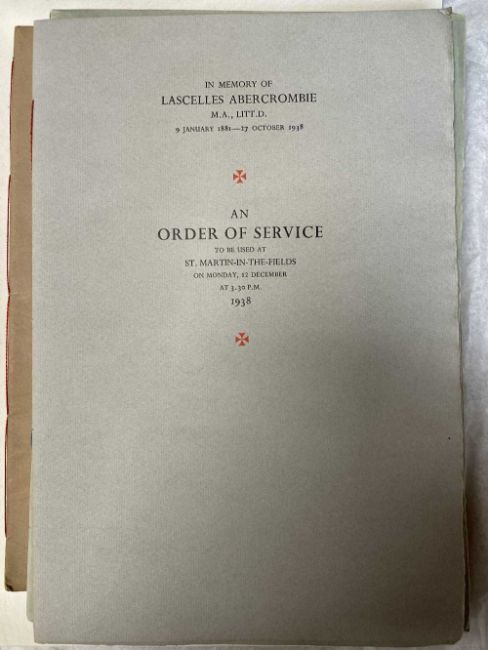 IN MEMORY OF
LASCELLES ABERCROMBIE
M.A., LITT.D.
9 JANUARY 1881—17 OCTOBER 1938
AN
ORDER OF SERVICE
TO BE USED AT
ST. MARTIN-IN-THE-FIELDS
ON MONDAY, 12 DECEMBER
AT 3.30 P.M.
1938